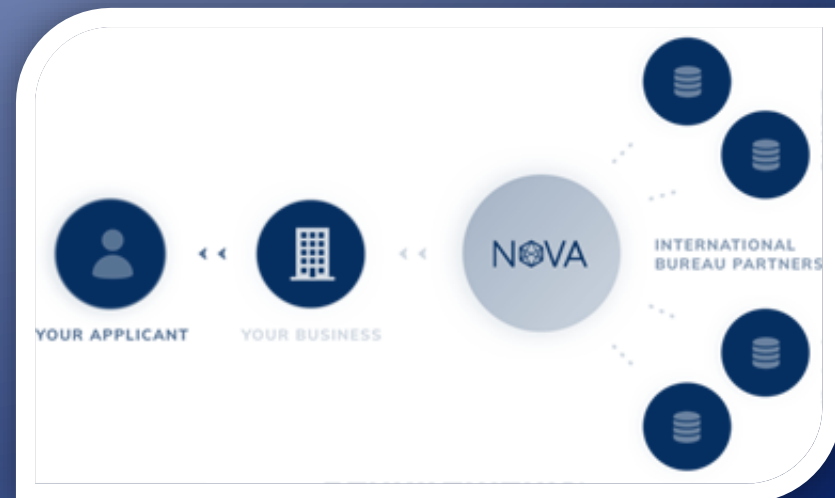 NOVA
INTERNATIONAL
BUREAU PARTNERS
YOUR APPLICANT
YOUR BUSINESS